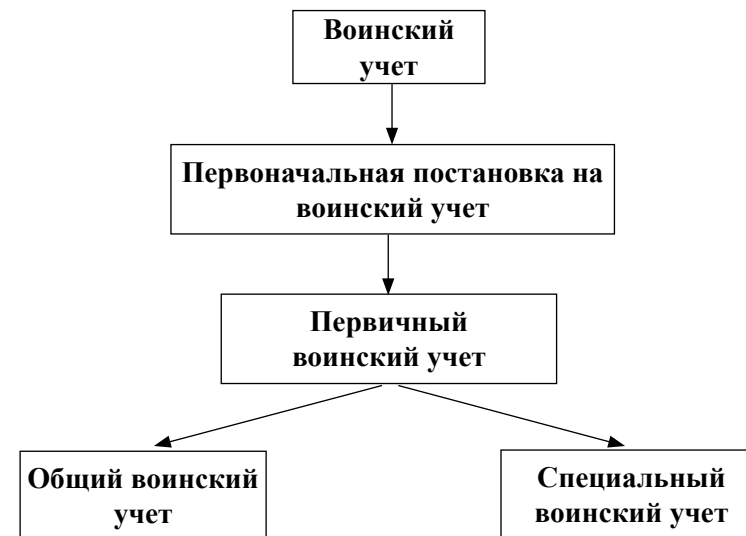 Воинский
учет
Первоначальная постановка на
воинский учет
Первичный
воинский учет
Общий воинский
учет
Специальный
воинский учет